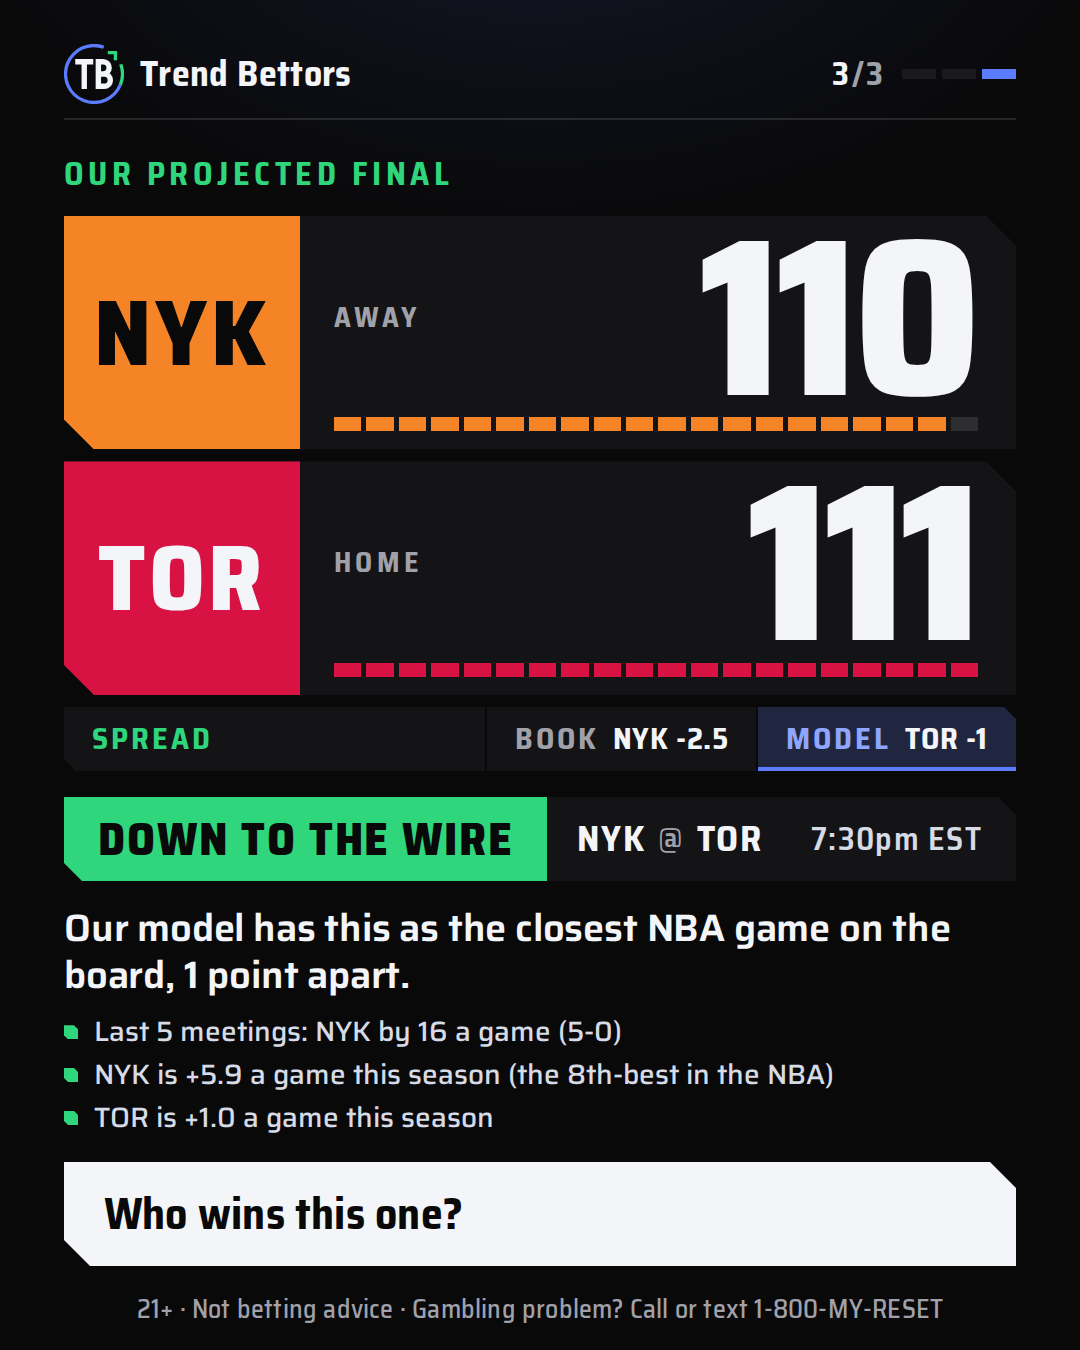 TB Trend Bettors
3/3
OUR PROJECTED FINAL
NYK
AWAY
110
TOR
HOME
111
SPREAD
BOOK NYK -2.5
MODEL TOR -1
DOWN TO THE WIRE
NYK @ TOR
7:30pm EST
Our model has this as the closest NBA game on the
board, 1 point apart.
Last 5 meetings: NYK by 16 a game (5-0)
NYK is +5.9 a game this season (the 8th-best in the NBA)
TOR is +1.0 a game this season
Who wins this one?
21+ · Not betting advice · Gambling problem? Call or text 1-800-MY-RESET